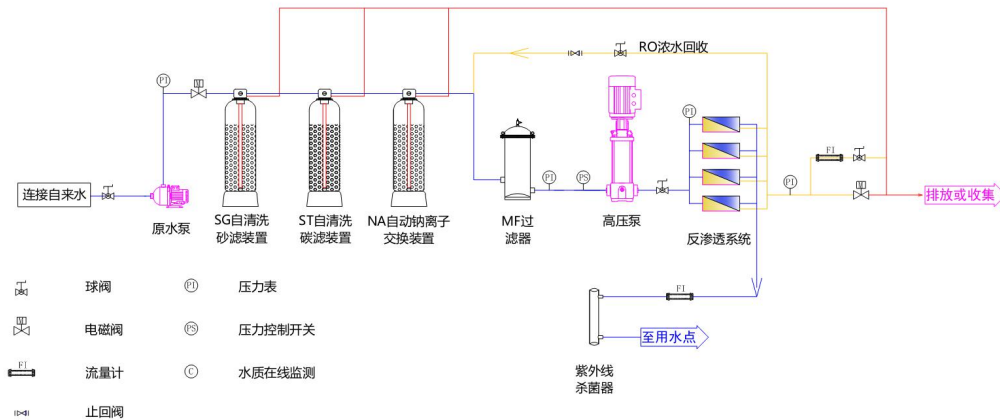 RO浓水回收
PI
M
FI
PI
PI
PS
PI
连接自来水
原水泵
SG自清洗
砂滤装置
ST自清洗
碳滤装置
NA自动钠离子
交换装置
MF过
滤器
高压泵
反渗透系统
排放或收集
球阀
PI
压力表
FI
M
电磁阀
PS
压力控制开关
至用水点
FI
流量计
C
水质在线监测
紫外线
杀菌器
止回阀